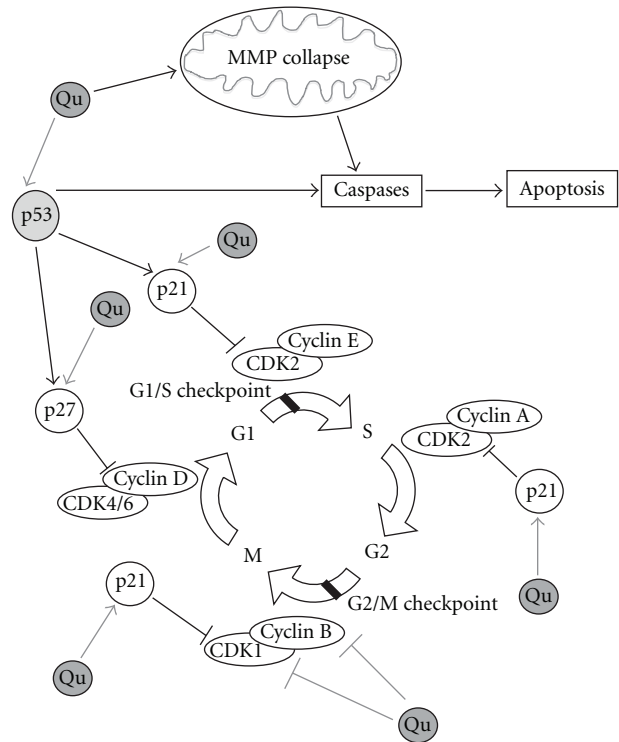 MMP collapse
Qu
Caspases
Apoptosis
p53
Qu
p21
Qu
Cyclin E
CDK2
G1/S checkpoint
p27
G1
S
Cyclin A
CDK2
Cyclin D
CDK4/6
p21
M
G2
p21
G2/M checkpoint
Qu
Cyclin B
CDK1
Qu
Qu